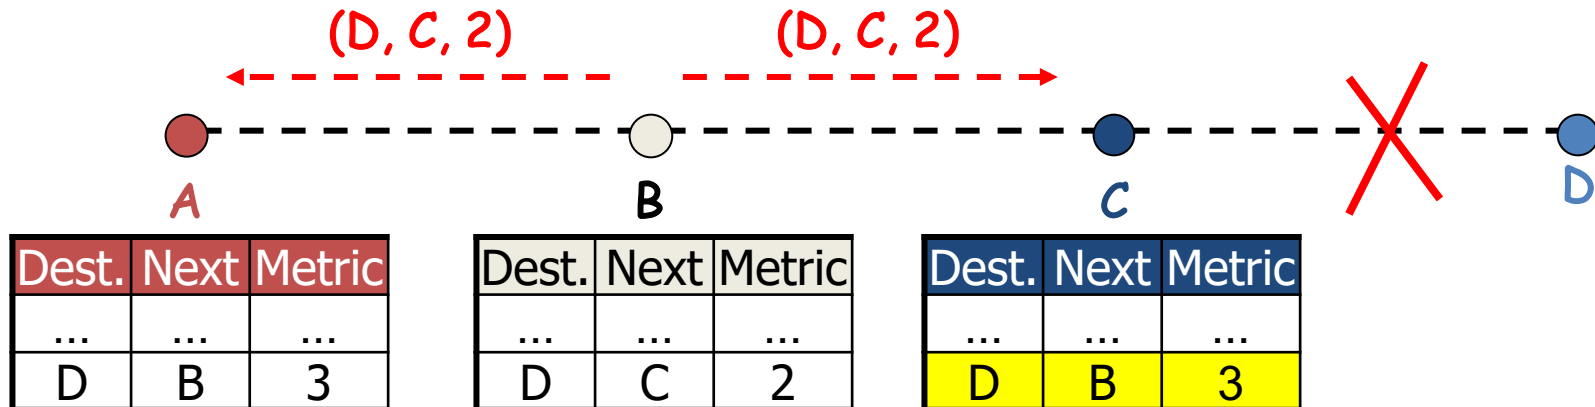 (D, C, 2) (D, C, 2)
A B C D
Dest. Next Metric Dest. Next Metric Dest. Next Metric
... ... ... ... ... ... ... ... ...
D B 3 D C 2 D B 3